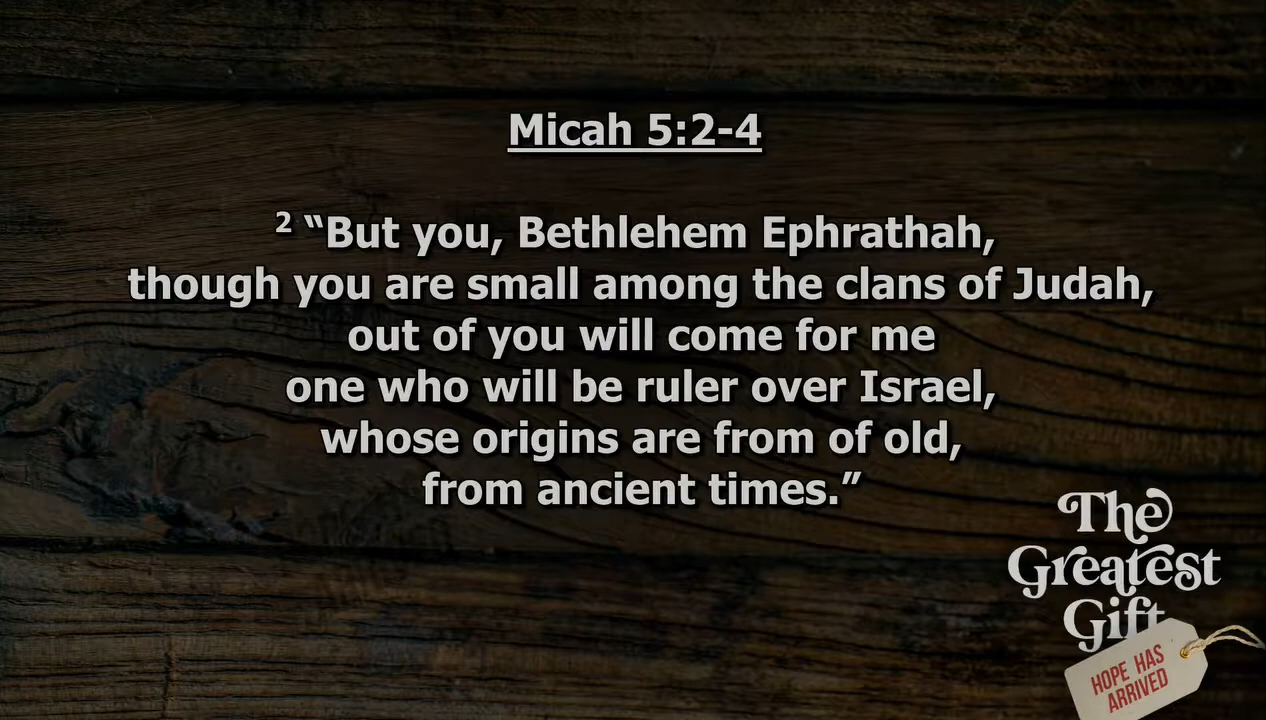 Micah 5:2-4
² “But you, Bethlehem Ephrathah,
though you are small among the clans of Judah,
out of you will come for me
one who will be ruler over Israel,
whose origins are from of old,
from ancient times.”
The
Greatest
Gift
HOPE HAS
ARRIVED